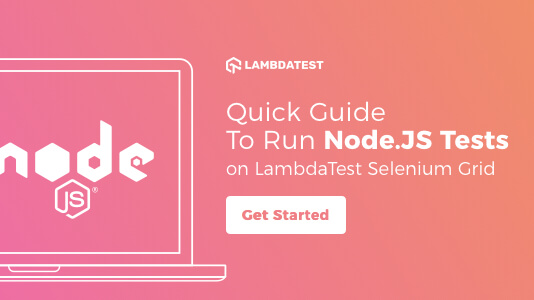 LAMBDATEST
Quick Guide
To Run Node.JS Tests
on LambdaTest Selenium Grid
Get Started
node
JS®